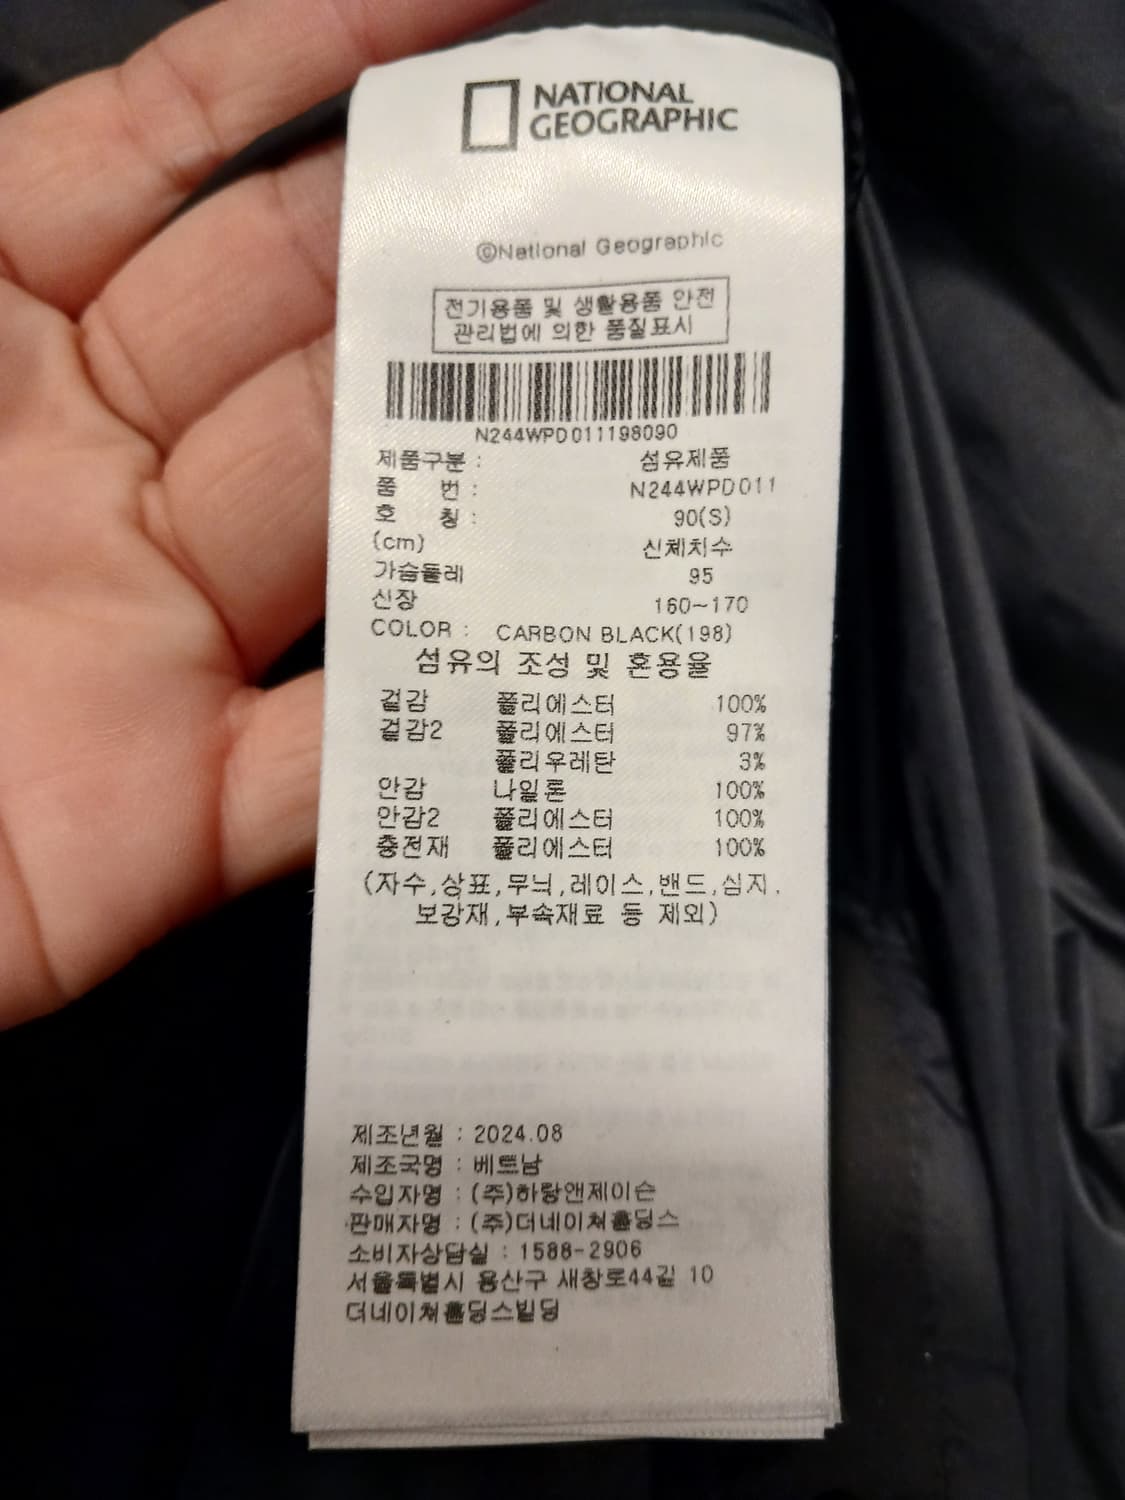 NATIONAL
GEOGRAPHIC
©National Geographic
전기용품 및 생활용품 안전
관리법에 의한 품질표시
N244WPD011198090
제품구분 : 섬유제품
품 번 : N244WPD011
호 칭 : 90(S)
(cm) 신체치수
가슴둘레 95
신장 160~170
COLOR : CARBON BLACK(198)
섬유의 조성 및 혼용율
겉감 폴리에스터 100%
겉감2 폴리에스터 97%
폴리우레탄 3%
안감 나일론 100%
안감2 폴리에스터 100%
충전재 폴리에스터 100%
(자수,상표,무늬,레이스,밴드,심지,
보강재,부속재료 등 제외)
제조년월 : 2024.08
제조국명 : 베트남
수입자명 : (주)하랑앤제이슨
판매자명 : (주)더네이쳐홀딩스
소비자상담실 : 1588-2906
서울특별시 용산구 새창로44길 10
더네이쳐홀딩스빌딩